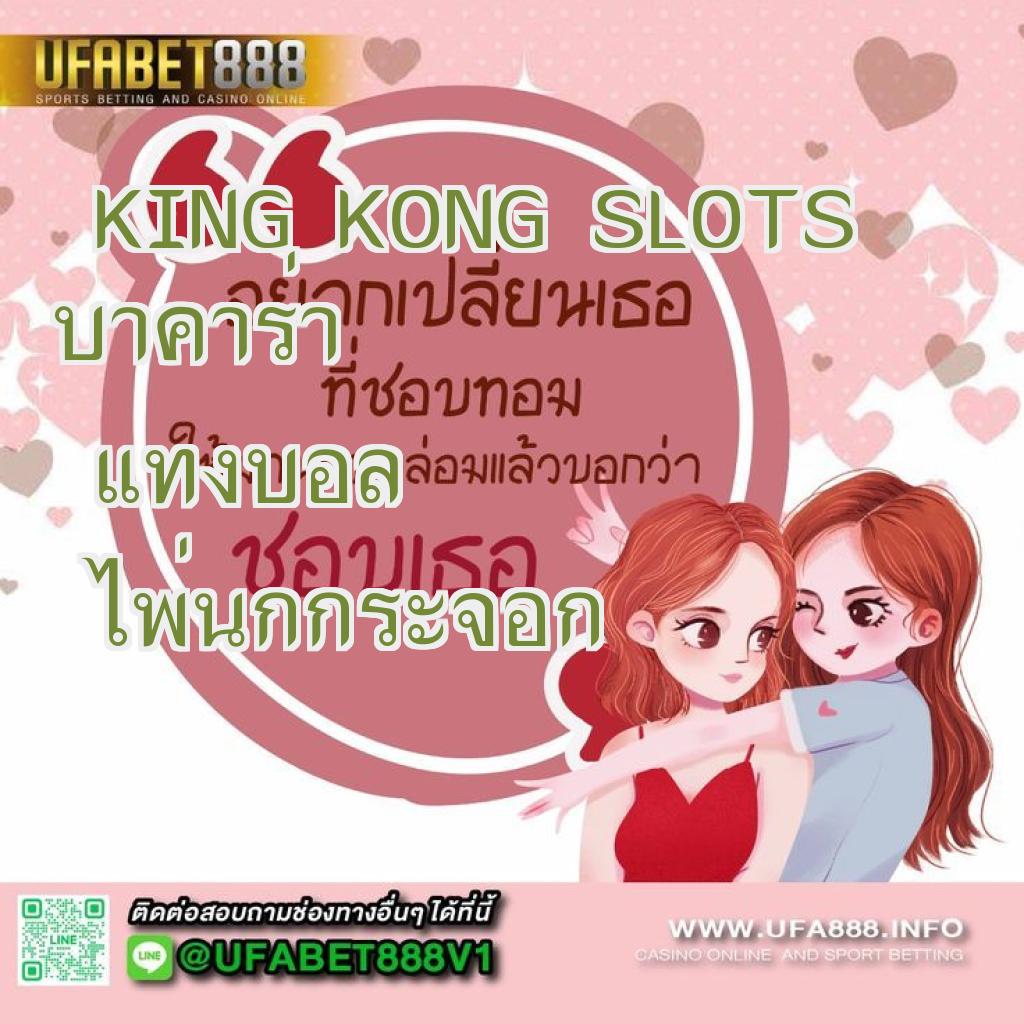 UFABET888
SPORTS BETTING AND CASINO ONLINE
KING KONG SLOTS
อยากเปลี่ยนเธอ
บาคาร่า
ที่ชอบทอม
ล่อมแล้วบอกว่า
แทงบอล
ชอบเธอ
ไพ่นกกระจอก
ติดต่อสอบถามช่องทางอื่นๆ ได้ที่นี้
LINE
LINE @UFABET888V1
WWW.UFA888.INFO
CASINO ONLINE AND SPORT BETTING